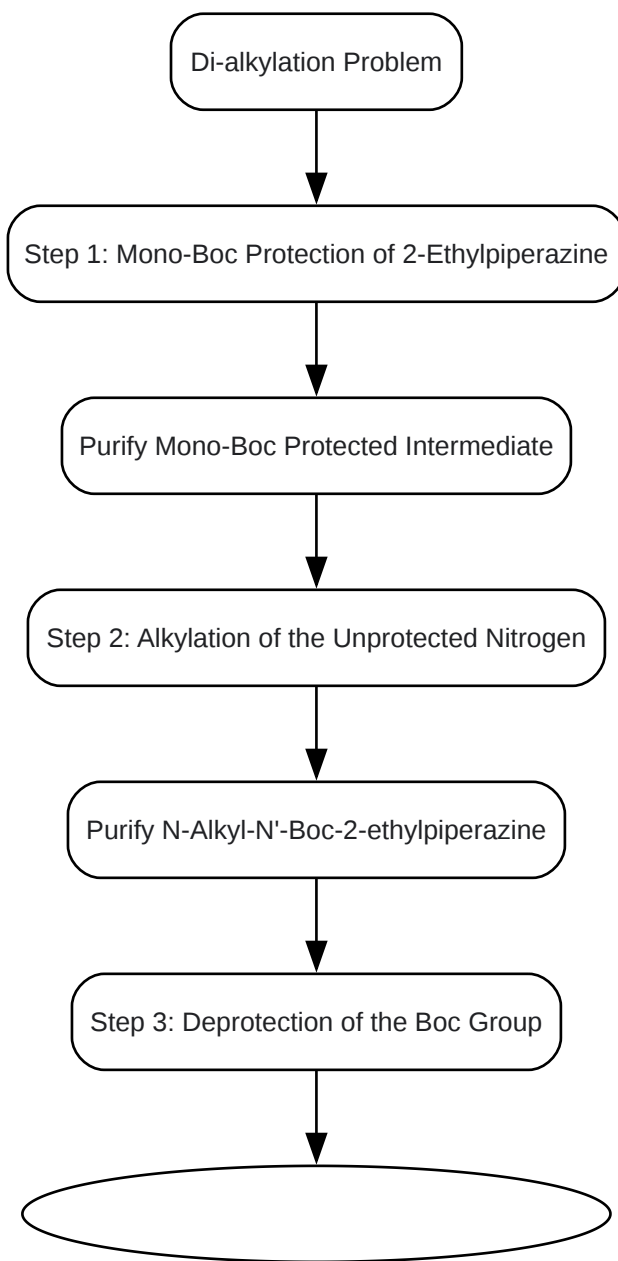 Di-alkylation Problem
Step 1: Mono-Boc Protection of 2-Ethylpiperazine
Purify Mono-Boc Protected Intermediate
Step 2: Alkylation of the Unprotected Nitrogen
Purify N-Alkyl-N'-Boc-2-ethylpiperazine
Step 3: Deprotection of the Boc Group